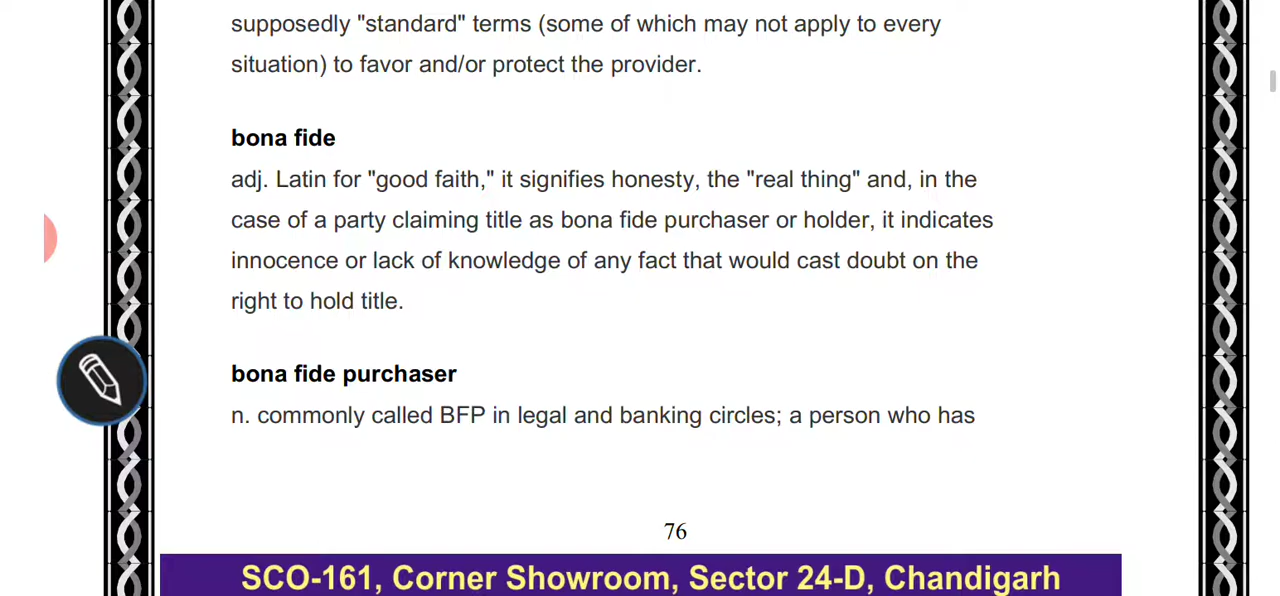 supposedly "standard" terms (some of which may not apply to every
situation) to favor and/or protect the provider.
bona fide
adj. Latin for "good faith," it signifies honesty, the "real thing" and, in the
case of a party claiming title as bona fide purchaser or holder, it indicates
innocence or lack of knowledge of any fact that would cast doubt on the
right to hold title.
bona fide purchaser
n. commonly called BFP in legal and banking circles; a person who has
76
SCO-161, Corner Showroom, Sector 24-D, Chandigarh